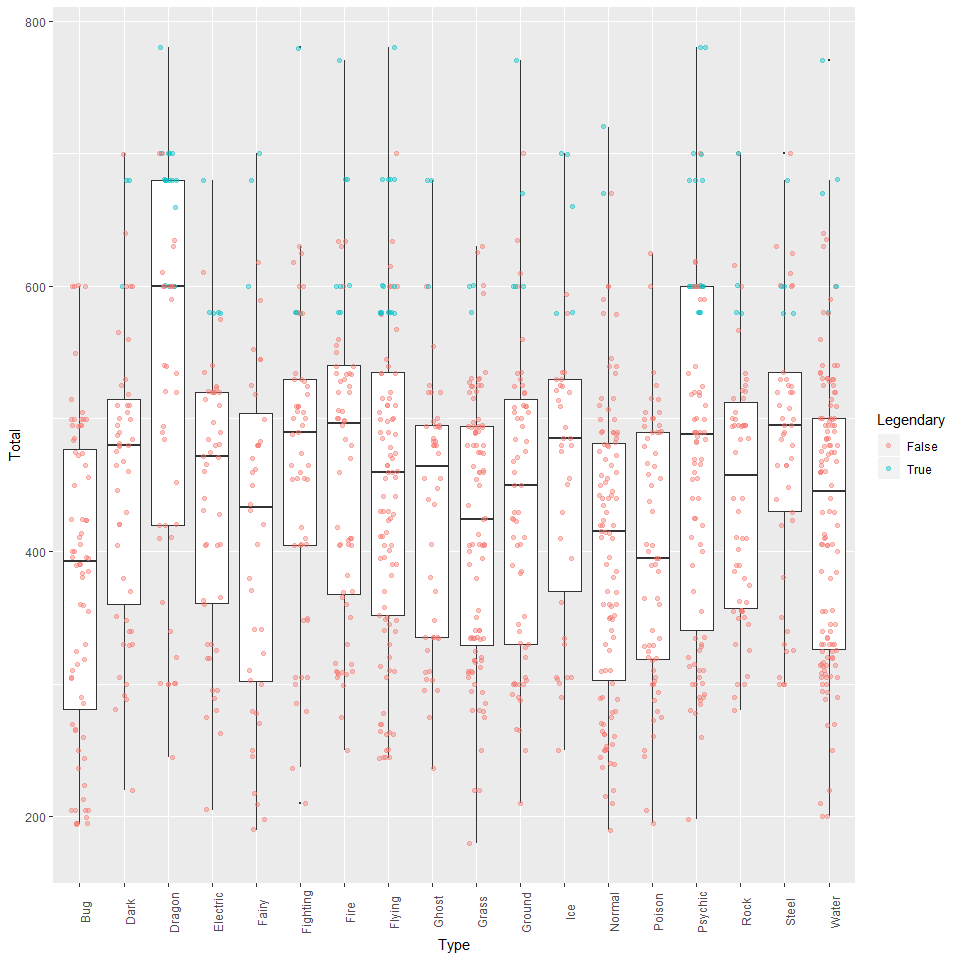 800
600
400
200
Total
Bug
Dark
Dragon
Electric
Fairy
Fighting
Fire
Flying
Ghost
Grass
Ground
Ice
Normal
Poison
Psychic
Rock
Steel
Water
Type
Legendary
False
True